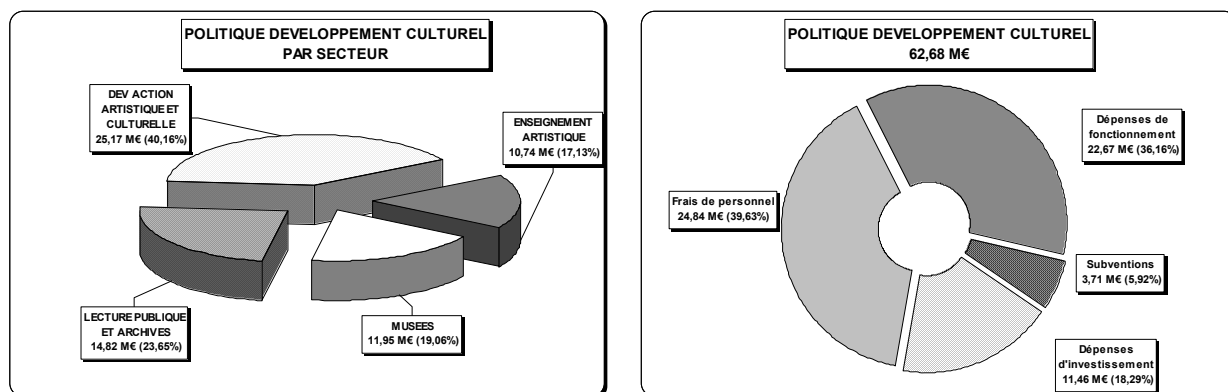 POLITIQUE DEVELOPPEMENT CULTUREL
PAR SECTEUR
DEV ACTION
ARTISTIQUE ET
CULTURELLE
25,17 M€ (40,16%)
ENSEIGNEMENT
ARTISTIQUE
10,74 M€ (17,13%)
LECTURE PUBLIQUE
ET ARCHIVES
14,82 M€ (23,65%)
MUSEES
11,95 M€ (19,06%)
POLITIQUE DEVELOPPEMENT CULTUREL
62,68 M€
Dépenses de
fonctionnement
22,67 M€ (36,16%)
Frais de personnel
24,84 M€ (39,63%)
Subventions
3,71 M€ (5,92%)
Dépenses
d'investissement
11,46 M€ (18,29%)